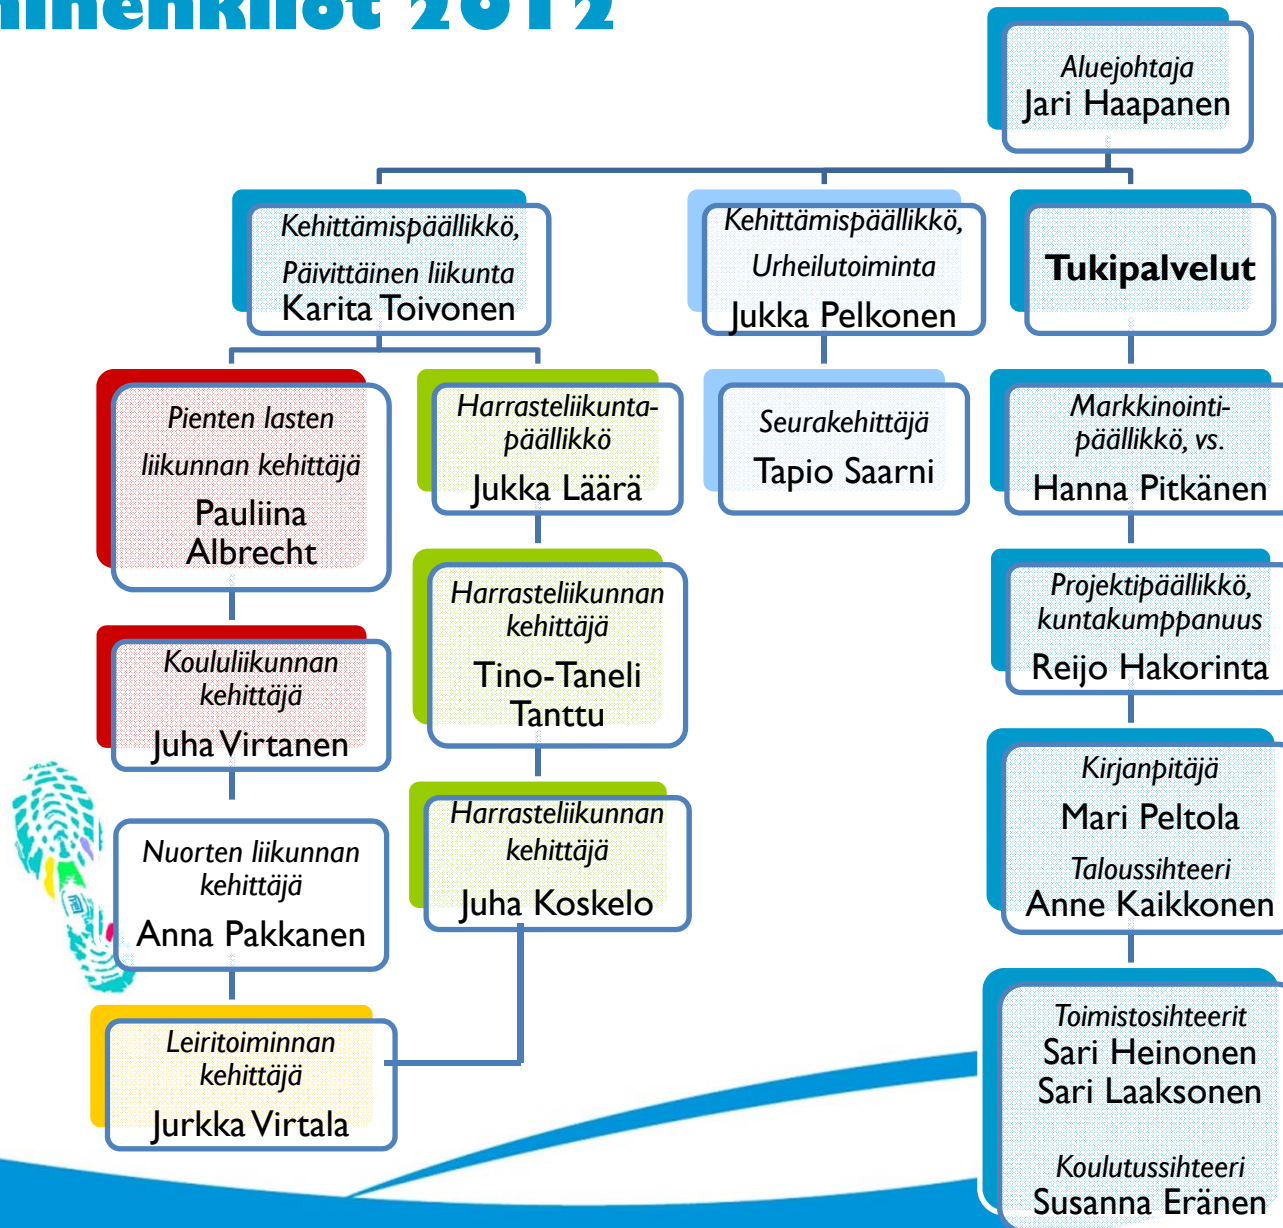 2012
Aluejohtaja
Jari Haapanen
Kehittämispäällikkö,
Päivittäinen liikunta
Karita Toivonen
Kehittämispäällikkö,
Urheilutoiminta
Jukka Pelkonen
Tukipalvelut
Pienten lasten
liikunnan kehittäjä
Pauliina
Albrecht
Harrasteliikunta-
päällikkö
Jukka Läärä
Seurakehittäjä
Tapio Saarni
Markkinointi-
päällikkö, vs.
Hanna Pitkänen
Koululiikunnan
kehittäjä
Juha Virtanen
Harrasteliikunnan
kehittäjä
Tino-Taneli
Tanttu
Projektipäällikkö,
kuntakumppanuus
Reijo Hakorinta
Nuorten liikunnan
kehittäjä
Anna Pakkanen
Harrasteliikunnan
kehittäjä
Juha Koskelo
Kirjanpitäjä
Mari Peltola
Taloussihteeri
Anne Kaikkonen
Leiritoiminnan
kehittäjä
Jurkka Virtala
Toimistosihteerit
Sari Heinonen
Sari Laaksonen
Koulutussihteeri
Susanna Eränen